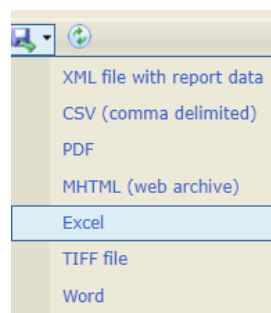 XML file with report data
CSV (comma delimited)
PDF
MHTML (web archive)
Excel
TIFF file
Word